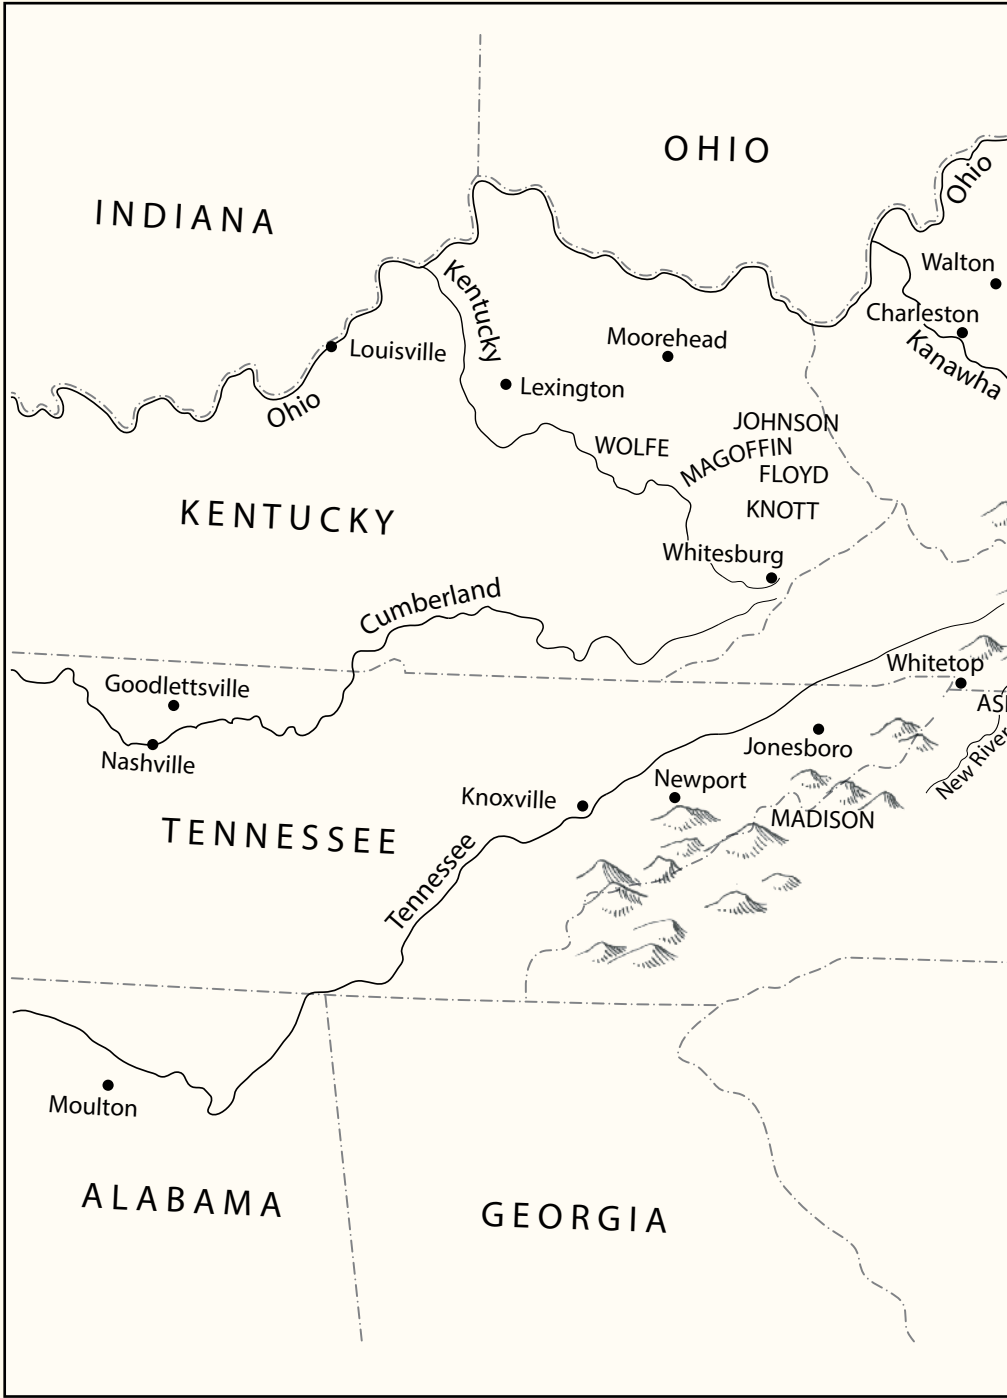 OHIO
Ohio
INDIANA
Walton
Kentucky
Charleston
Moorehead
Louisville
Kanawha
Lexington
Ohio
JOHNSON
WOLFE
MAGOFFIN
FLOYD
KENTUCKY
KNOTT
Whitesburg
Cumberland
Whitetop
Goodlettsville
ASH
Jonesboro
New River
Nashville
Newport
Knoxville
MADISON
TENNESSEE
Tennessee
Moulton
ALABAMA
GEORGIA